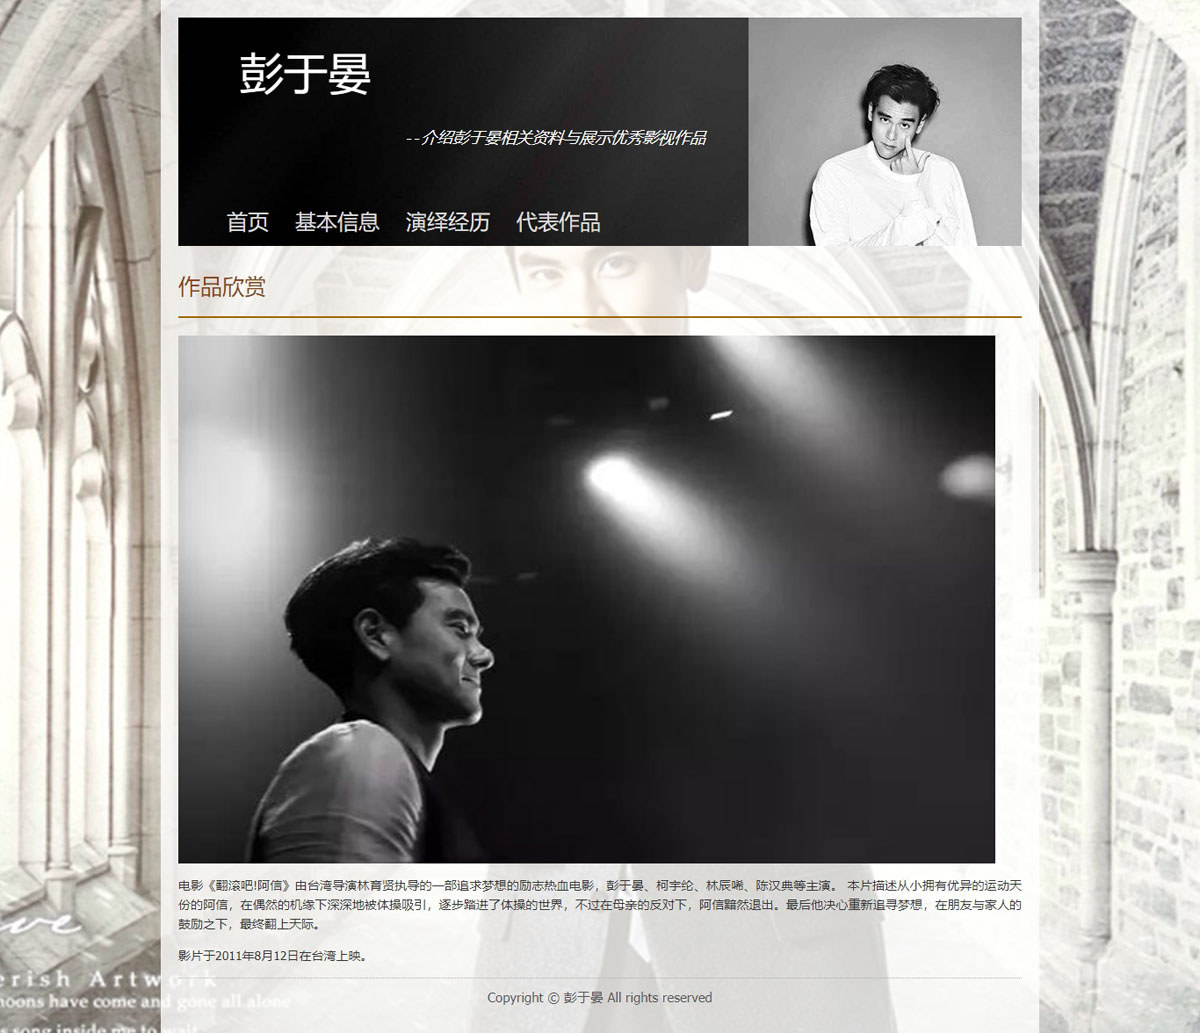 彭于晏
--介绍彭于晏相关资料与展示优秀影视作品
首页 基本信息 演绎经历 代表作品
作品欣赏
电影《翻滚吧!阿信》由台湾导演林育贤执导的一部追求梦想的励志热血电影，彭于晏、柯宇纶、林辰唏、陈汉典等主演。 本片描述从小拥有优异的运动天
份的阿信，在偶然的机缘下深深地被体操吸引，逐步踏进了体操的世界，不过在母亲的反对下，阿信黯然退出。最后他决心重新追寻梦想，在朋友与家人的
鼓励之下，最终翻上天际。
影片于2011年8月12日在台湾上映。
erish Artwork
moons have come and gone all alone
song inside me to wait
Copyright © 彭于晏 All rights reserved